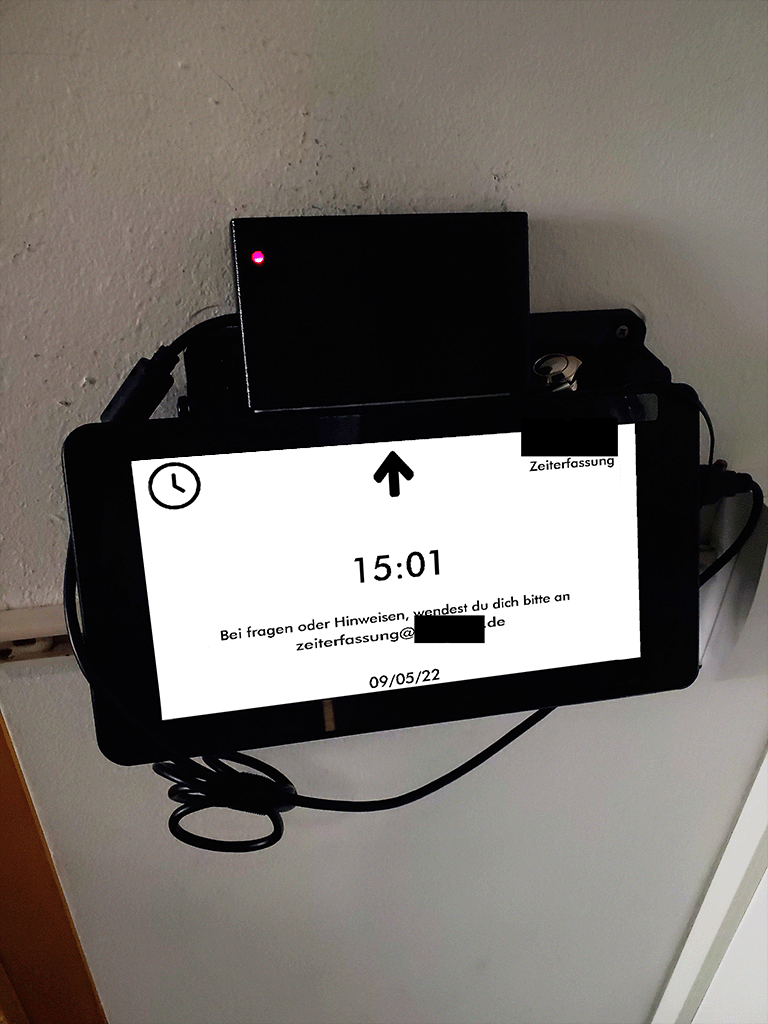 Zeiterfassung
15:01
Bei fragen oder Hinweisen, wendest du dich bitte an
zeiterfassung@ .de
09/05/22